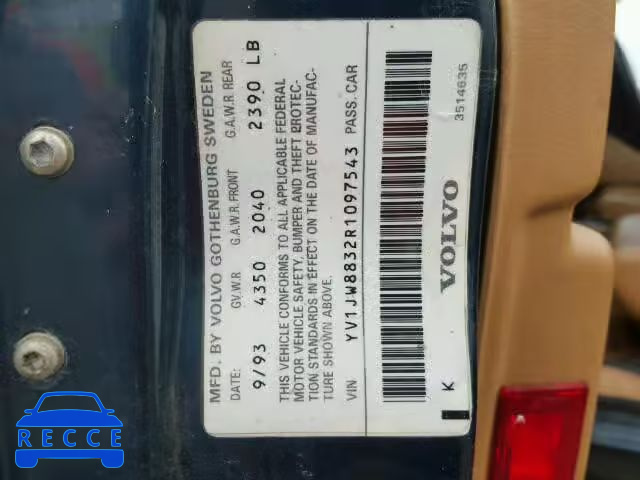 MFD. BY VOLVO GOTHENBURG SWEDEN
DATE: G.V.W.R G.A.W.R.FRONT G.A.W.R REAR
9/93 4350 2040 2390 LB
THIS VEHICLE CONFORMS TO ALL APPLICABLE FEDERAL
MOTOR VEHICLE SAFETY, BUMPER AND THEFT PROTEC-
TION STANDARDS IN EFFECT ON THE DATE OF MANUFAC-
TURE SHOWN ABOVE.
VIN: YV1JW8832R1097543 PASS. CAR
K VOLVO 3514635
RECCE